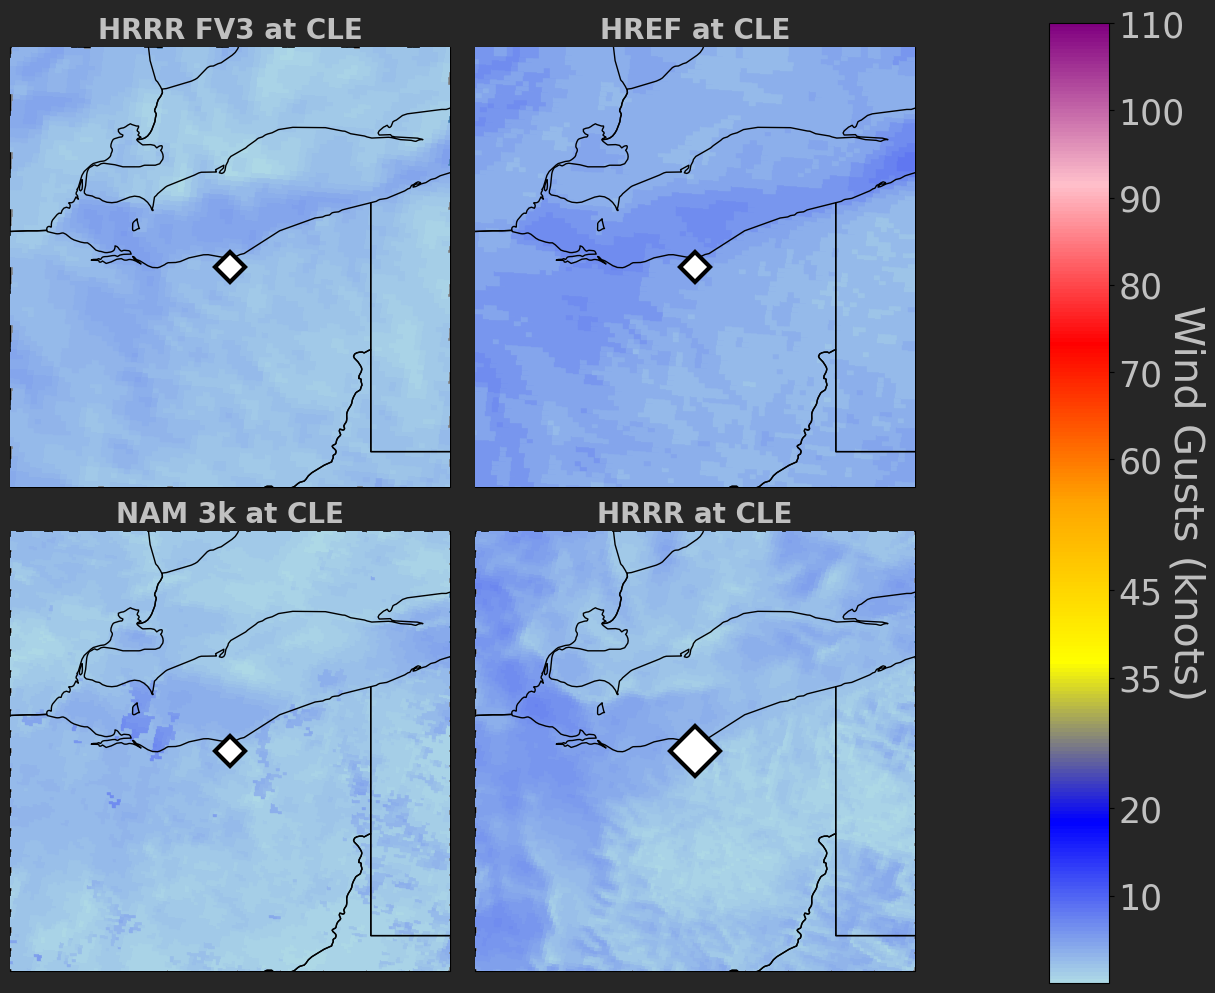 HRRR FV3 at CLE
HREF at CLE
NAM 3k at CLE
HRRR at CLE
110
100
90
80
70
60
45
35
20
10
Wind Gusts (knots)